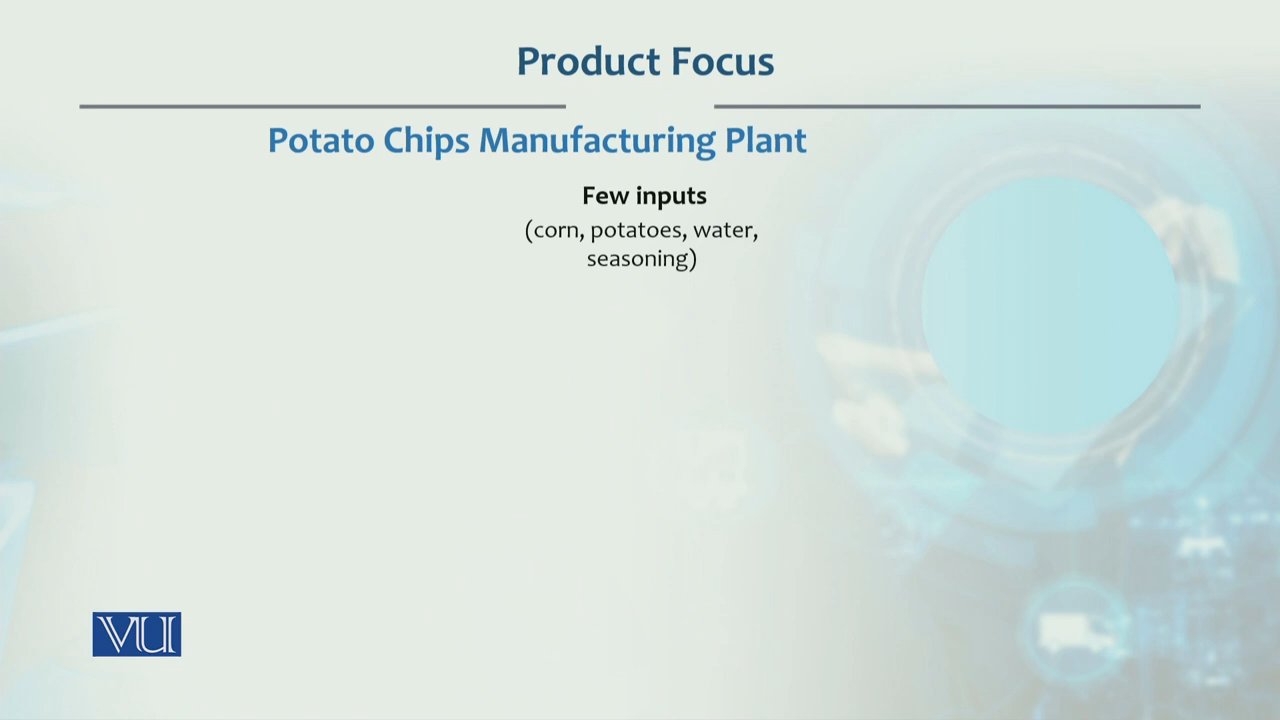 Product Focus
Potato Chips Manufacturing Plant
Few inputs
(corn, potatoes, water,
seasoning)
VU